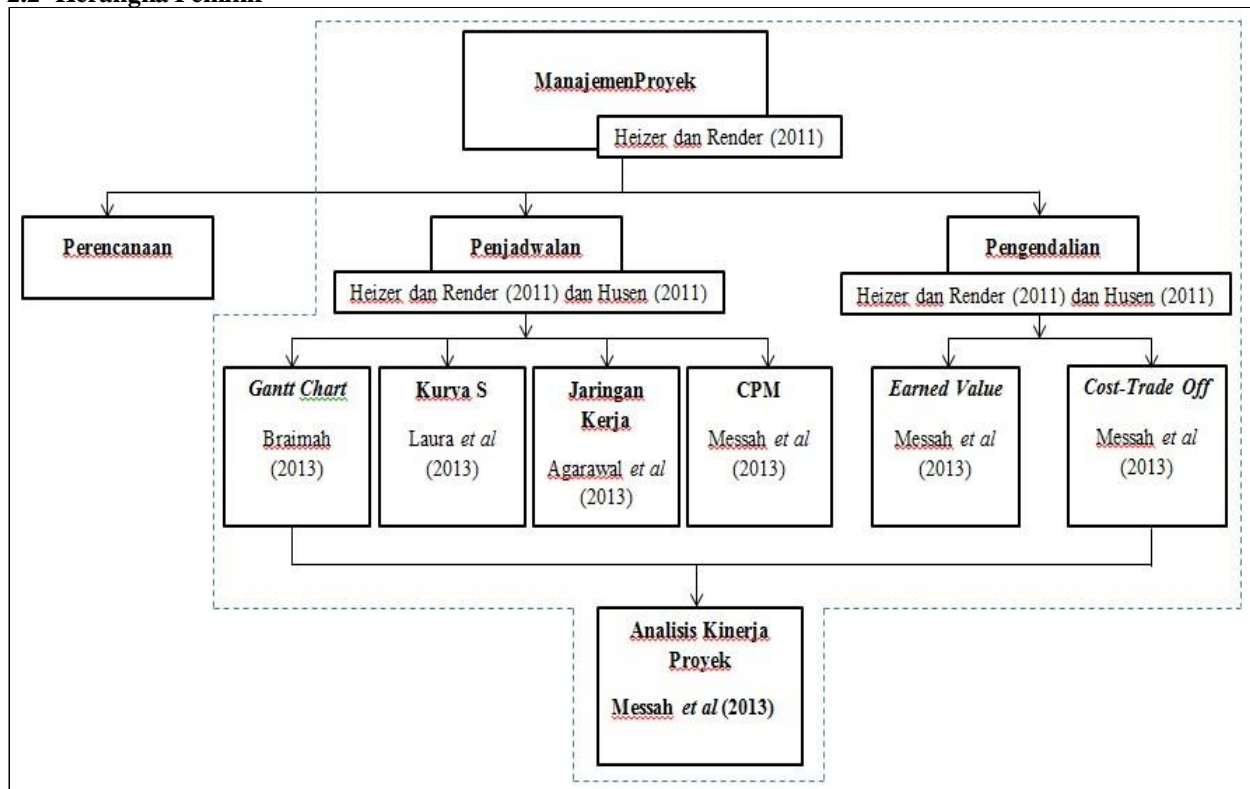 ManajemenProyek
Heizer dan Render (2011)
Perencanaan
Penjadwalan
Pengendalian
Heizer dan Render (2011) dan Husen (2011)
Heizer dan Render (2011) dan Husen (2011)
Gantt Chart
Braimah
(2013)
Kurva S
Laura et al
(2013)
Jaringan
Kerja
Agarawal et al
(2013)
CPM
Messah et al
(2013)
Earned Value
Messah et al
(2013)
Cost-Trade Off
Messah et al
(2013)
Analisis Kinerja
Proyek
Messah et al (2013)